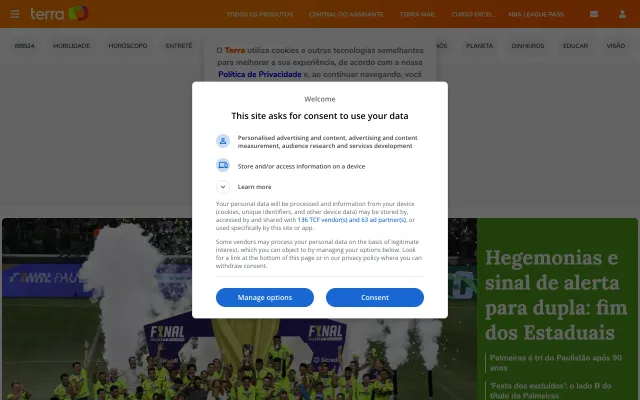 terra
TODOS OS PRODUTOS CENTRAL DO ASSINANTE TERRA MAIL CURSO EXCEL NBA LEAGUE PASS
BBB24 MOBILIDADE HORÓSCOPO ENTRETÊ PLANETA DINHEIROS EDUCAR VISÃO
O Terra utiliza cookies e outras tecnologias semelhantes
para melhorar a sua experiência, de acordo com a nossa
Política de Privacidade e, ao continuar navegando, você
Welcome
This site asks for consent to use your data
Personalised advertising and content, advertising and content
measurement, audience research and services development
Store and/or access information on a device
Learn more
Your personal data will be processed and information from your device
(cookies, unique identifiers, and other device data) may be stored by,
accessed by and shared with 136 TCF vendor(s) and 63 ad partner(s), or
used specifically by this site or app.
Some vendors may process your personal data on the basis of legitimate
interest, which you can object to by managing your options below. Look
for a link at the bottom of this page or in our privacy policy where you can
withdraw consent.
Manage options Consent
Hegemonias e
sinal de alerta
para dupla: fim
dos Estaduais
Palmeiras é tri do Paulistão após 90
anos
'Festa dos excluídos': o lado B do
título do Palmeiras
F1NAL
F1NAL
Sicredi